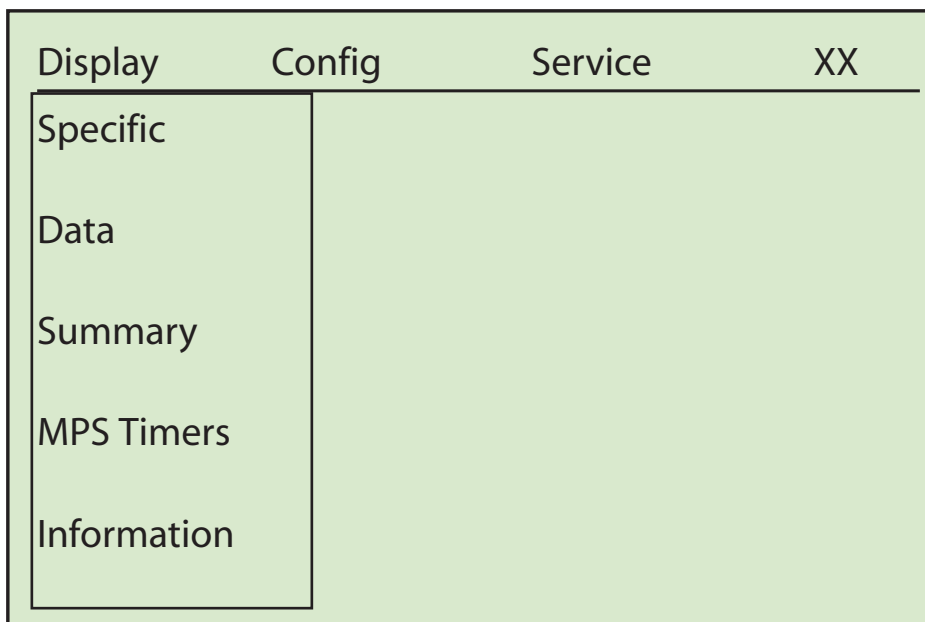 Display Config Service XX
Specific
Data
Summary
MPS Timers
Information